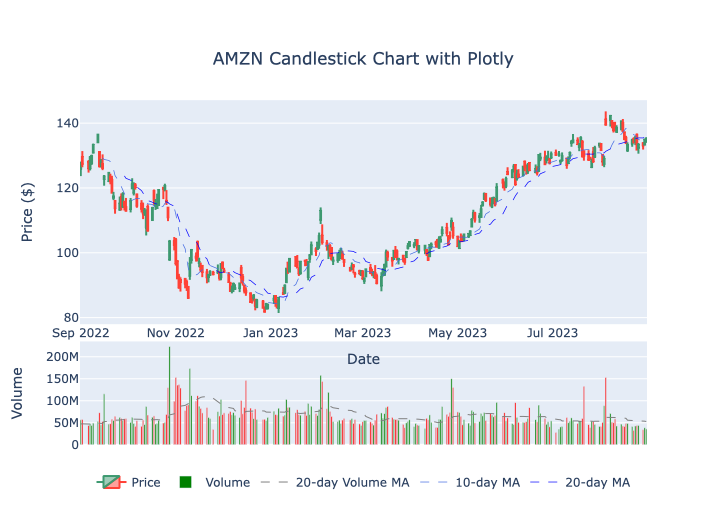 AMZN Candlestick Chart with Plotly
Price ($)
140
120
100
80
Sep 2022 Nov 2022 Jan 2023 Mar 2023 May 2023 Jul 2023
Date
Volume
200M
150M
100M
50M
0
Price Volume 20-day Volume MA 10-day MA 20-day MA